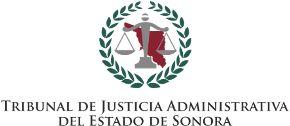 TRIBUNAL DE JUSTICIA ADMINISTRATIVA
DEL ESTADO DE SONORA